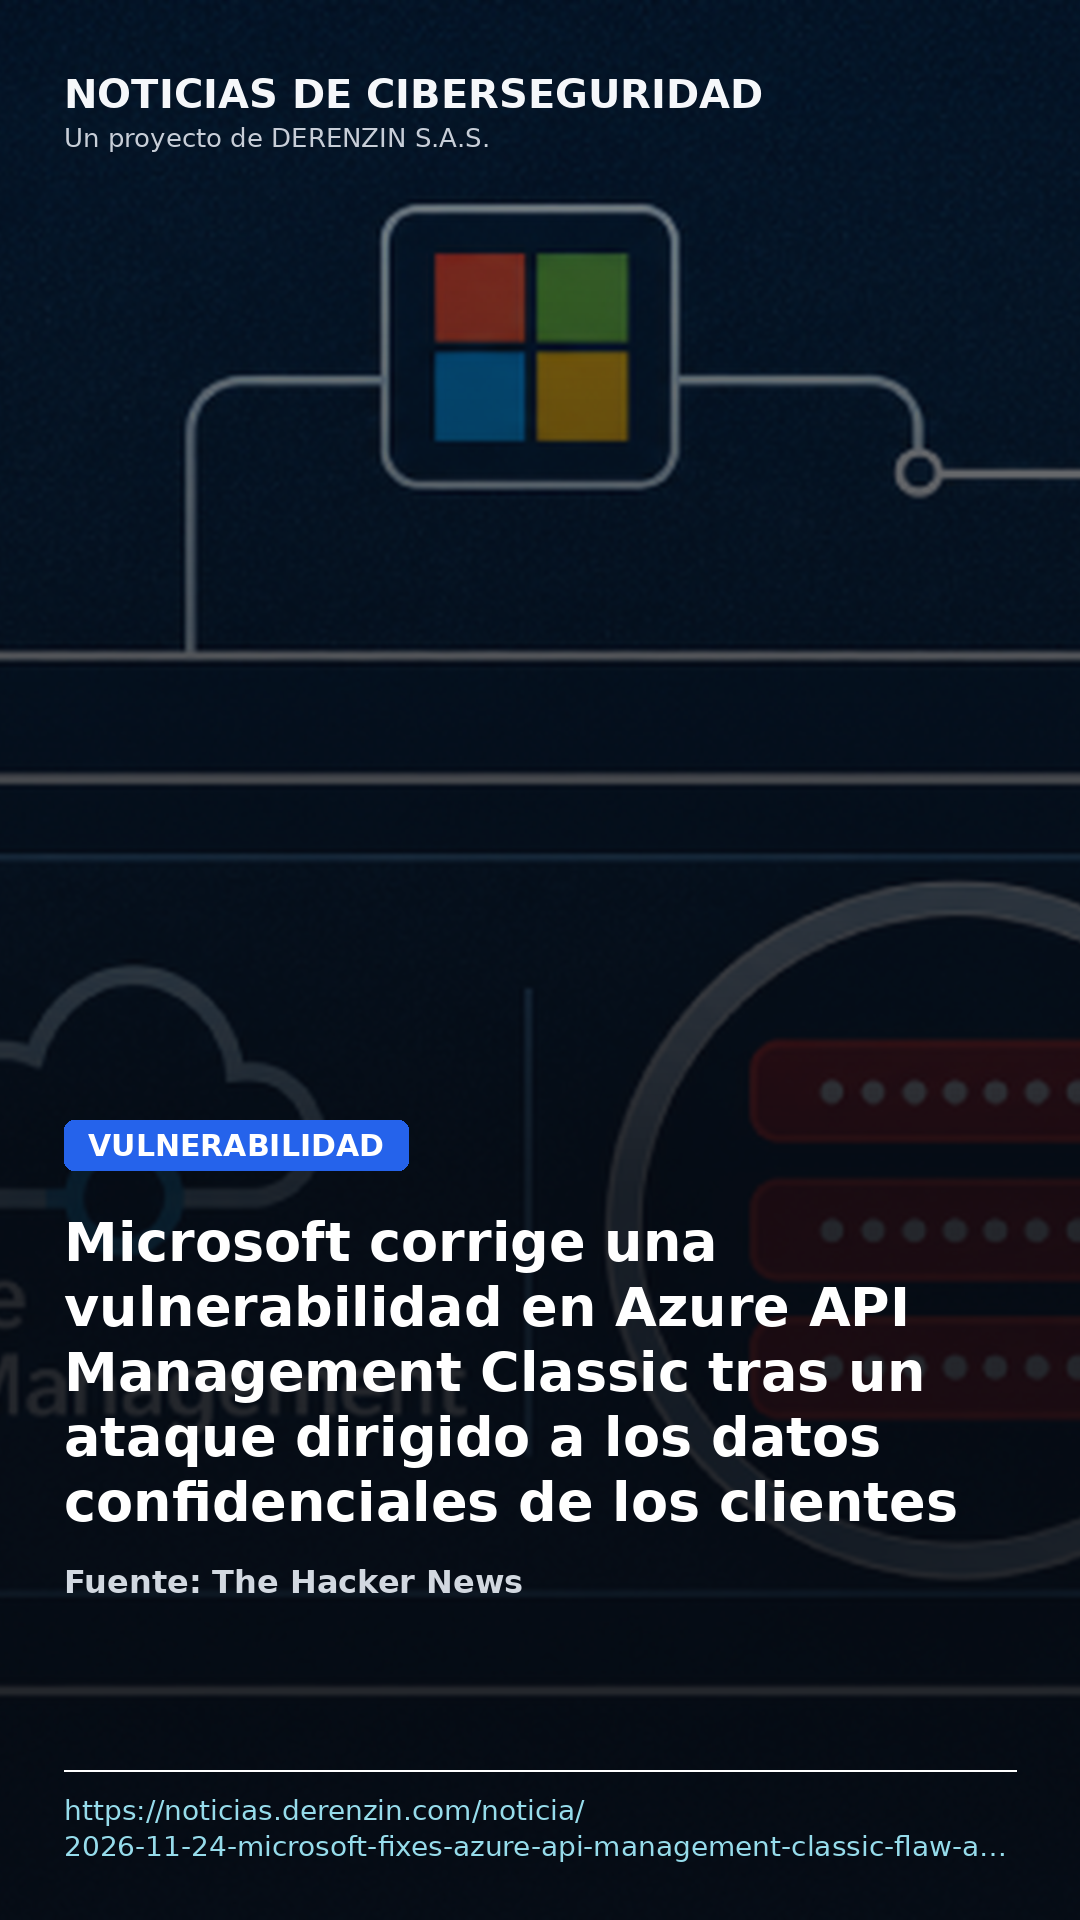 NOTICIAS DE CIBERSEGURIDAD
Un proyecto de DERENZIN S.A.S.
VULNERABILIDAD
Microsoft corrige una
vulnerabilidad en Azure API
Management Classic tras un
ataque dirigido a los datos
confidenciales de los clientes
e
Management
Fuente: The Hacker News
https://noticias.derenzin.com/noticia/
2026-11-24-microsoft-fixes-azure-api-management-classic-flaw-a...